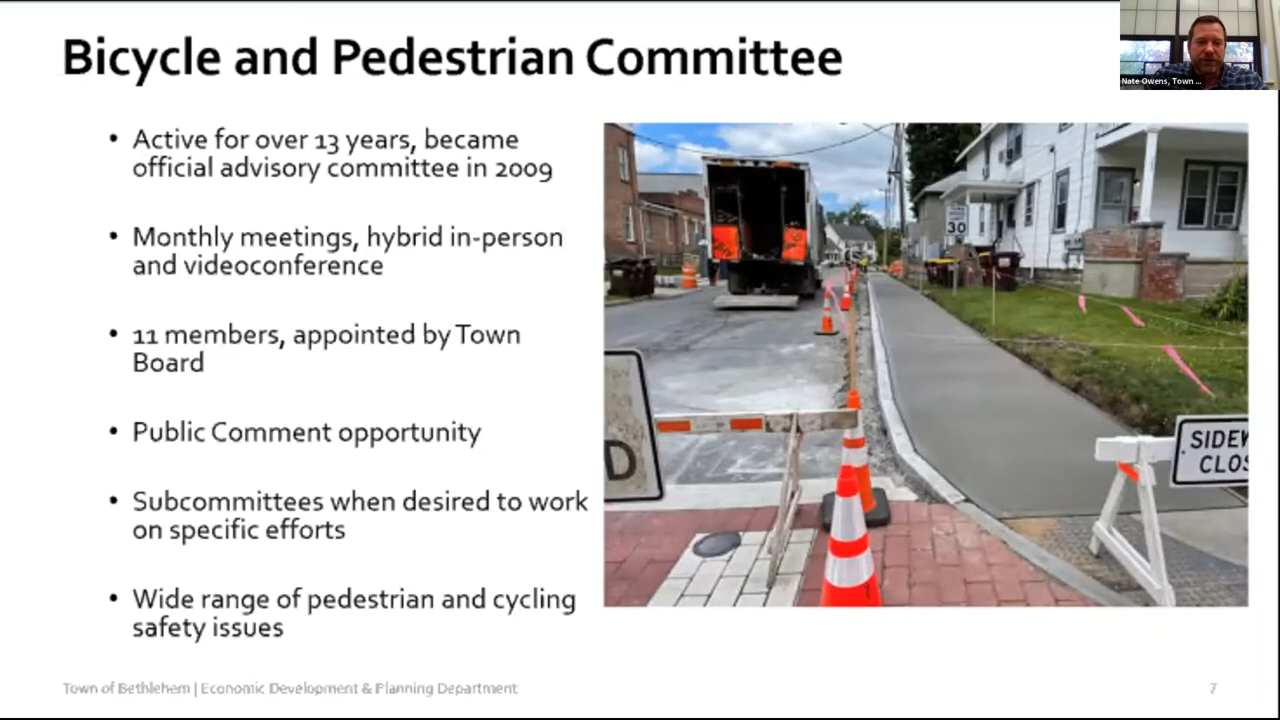 Bicycle and Pedestrian Committee
Nate Owens, Town ...
• Active for over 13 years, became
official advisory committee in 2009
• Monthly meetings, hybrid in-person
and videoconference
• 11 members, appointed by Town
Board
• Public Comment opportunity
• Subcommittees when desired to work
on specific efforts
• Wide range of pedestrian and cycling
safety issues
30
D
SIDEW
CLOS
Town of Bethlehem | Economic Development & Planning Department
7